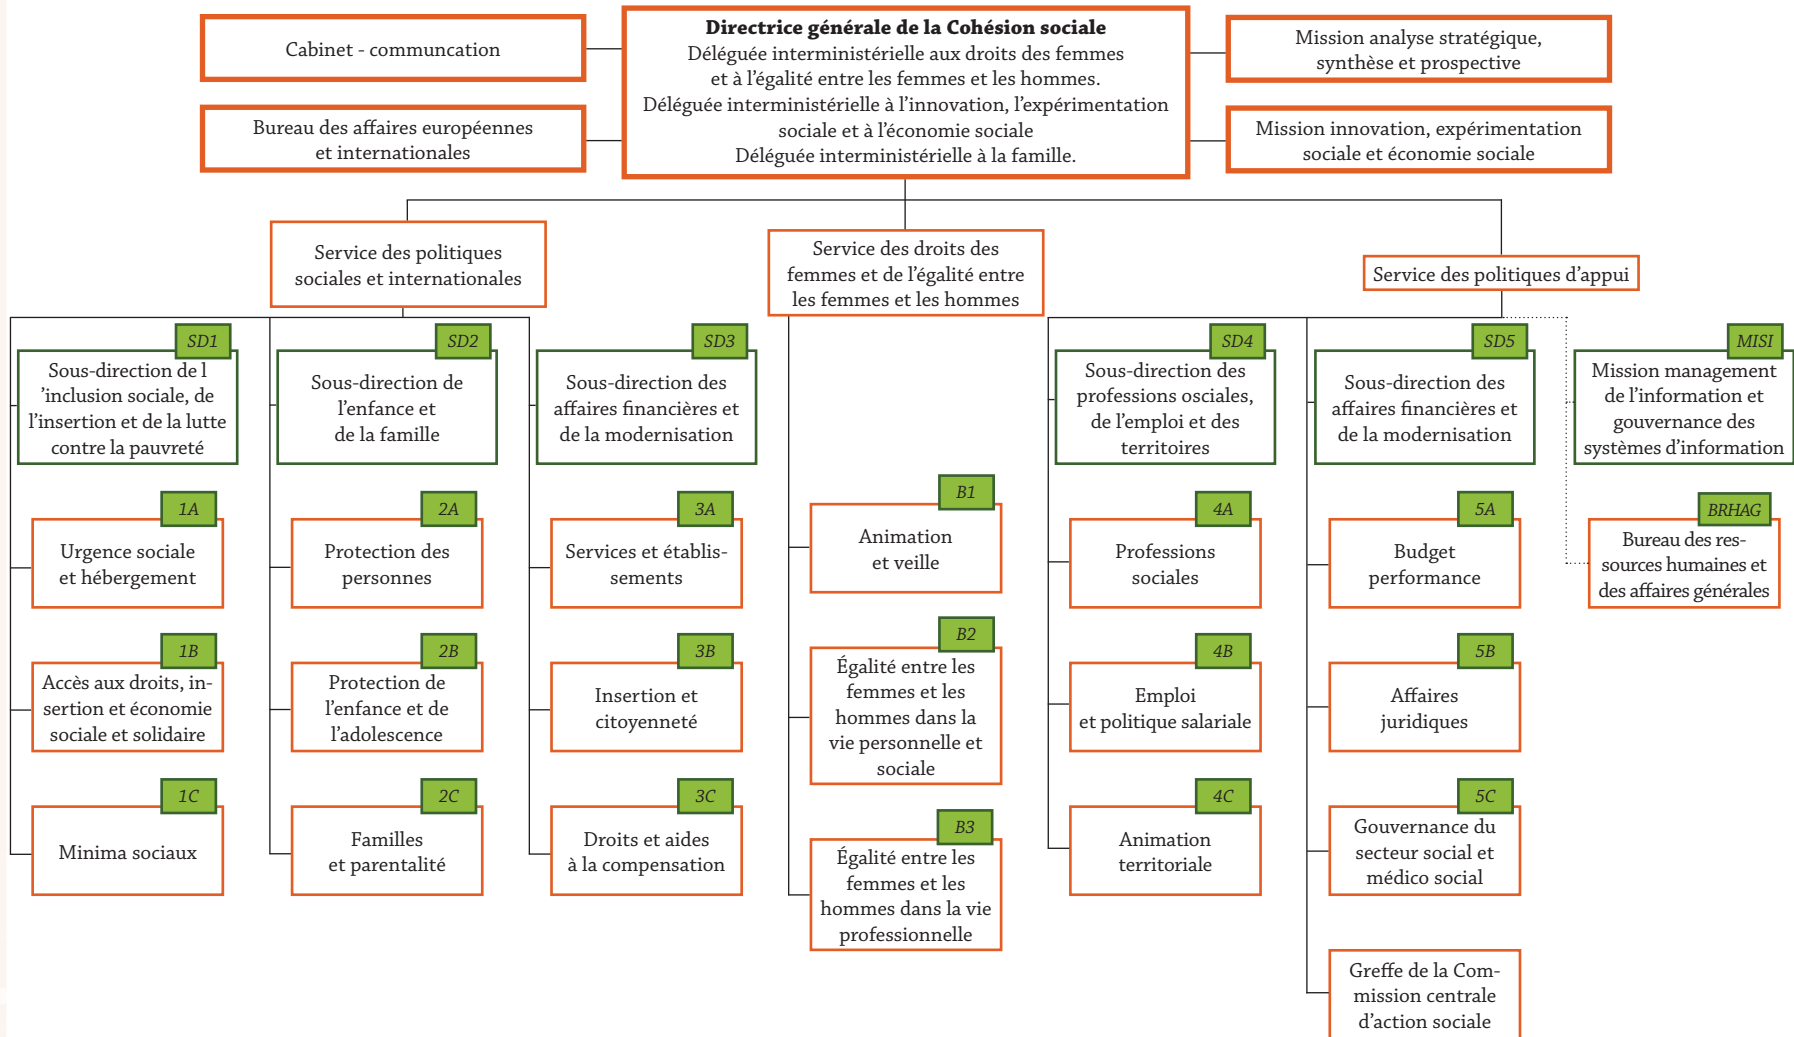 Cabinet - communcation
Bureau des affaires européennes
et internationales
Directrice générale de la Cohésion sociale
Déléguée interministérielle aux droits des femmes
et à l'égalité entre les femmes et les hommes.
Déléguée interministérielle à l'innovation, l'expérimentation
sociale et à l'économie sociale
Déléguée interministérielle à la famille.
Mission analyse stratégique,
synthèse et prospective
Mission innovation, expérimentation
sociale et économie sociale
Service des politiques
sociales et internationales
Service des droits des
femmes et de l'égalité entre
les femmes et les hommes
Service des politiques d'appui
SD1
Sous-direction de l
'inclusion sociale, de
l'insertion et de la lutte
contre la pauvreté
1A
Urgence sociale
et hébergement
1B
Accès aux droits, in-
sertion et économie
sociale et solidaire
1C
Minima sociaux
SD2
Sous-direction de
l'enfance et
de la famille
2A
Protection des
personnes
2B
Protection de
l'enfance et de
l'adolescence
2C
Familles
et parentalité
SD3
Sous-direction des
affaires financières et
de la modernisation
3A
Services et établis-
sements
3B
Insertion et
citoyenneté
3C
Droits et aides
à la compensation
B1
Animation
et veille
B2
Égalité entre les
femmes et les
hommes dans la
vie personnelle et
sociale
B3
Égalité entre les
femmes et les
hommes dans la vie
professionnelle
SD4
Sous-direction des
professions osciales,
de l'emploi et des
territoires
4A
Professions
sociales
4B
Emploi
et politique salariale
4C
Animation
territoriale
SD5
Sous-direction des
affaires financières et
de la modernisation
5A
Budget
performance
5B
Affaires
juridiques
5C
Gouvernance du
secteur social et
médico social
Greffe de la Com-
mission centrale
d'action sociale
MISI
Mission management
de l'information et
gouvernance des
systèmes d'information
BRHAG
Bureau des res-
sources humaines et
des affaires générales